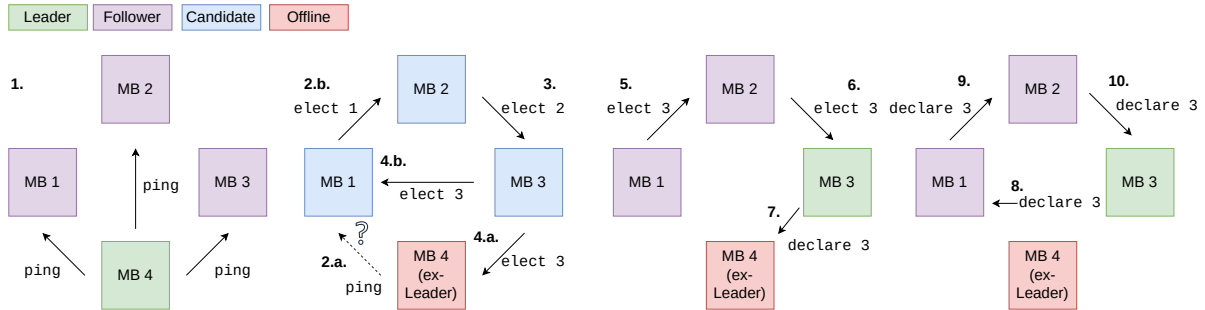 Leader
Follower
Candidate
Offline
1.
MB 2
MB 1
MB 3
ping
ping
ping
MB 4
2.b.
elect 1
MB 2
3.
elect 2
MB 1
4.b.
elect 3
MB 3
?
2.a.
ping
MB 4
(ex-
Leader)
4.a.
elect 3
5.
elect 3
MB 2
6.
elect 3
MB 1
MB 3
7.
declare 3
MB 4
(ex-
Leader)
9.
declare 3
MB 2
10.
declare 3
MB 1
8.
declare 3
MB 3
MB 4
(ex-
Leader)